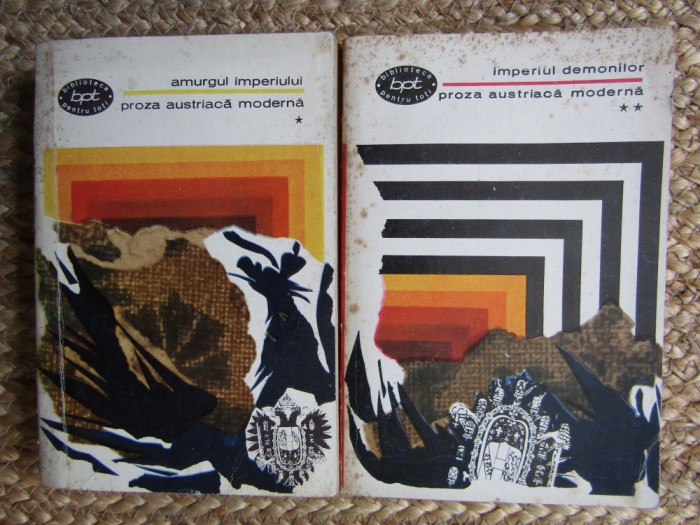 biblioteca
bpt
pentru toți
amurgul imperiului
proza austriacă modernă
*
biblioteca
bpt
pentru toți
imperiul demonilor
proza austriacă modernă
**